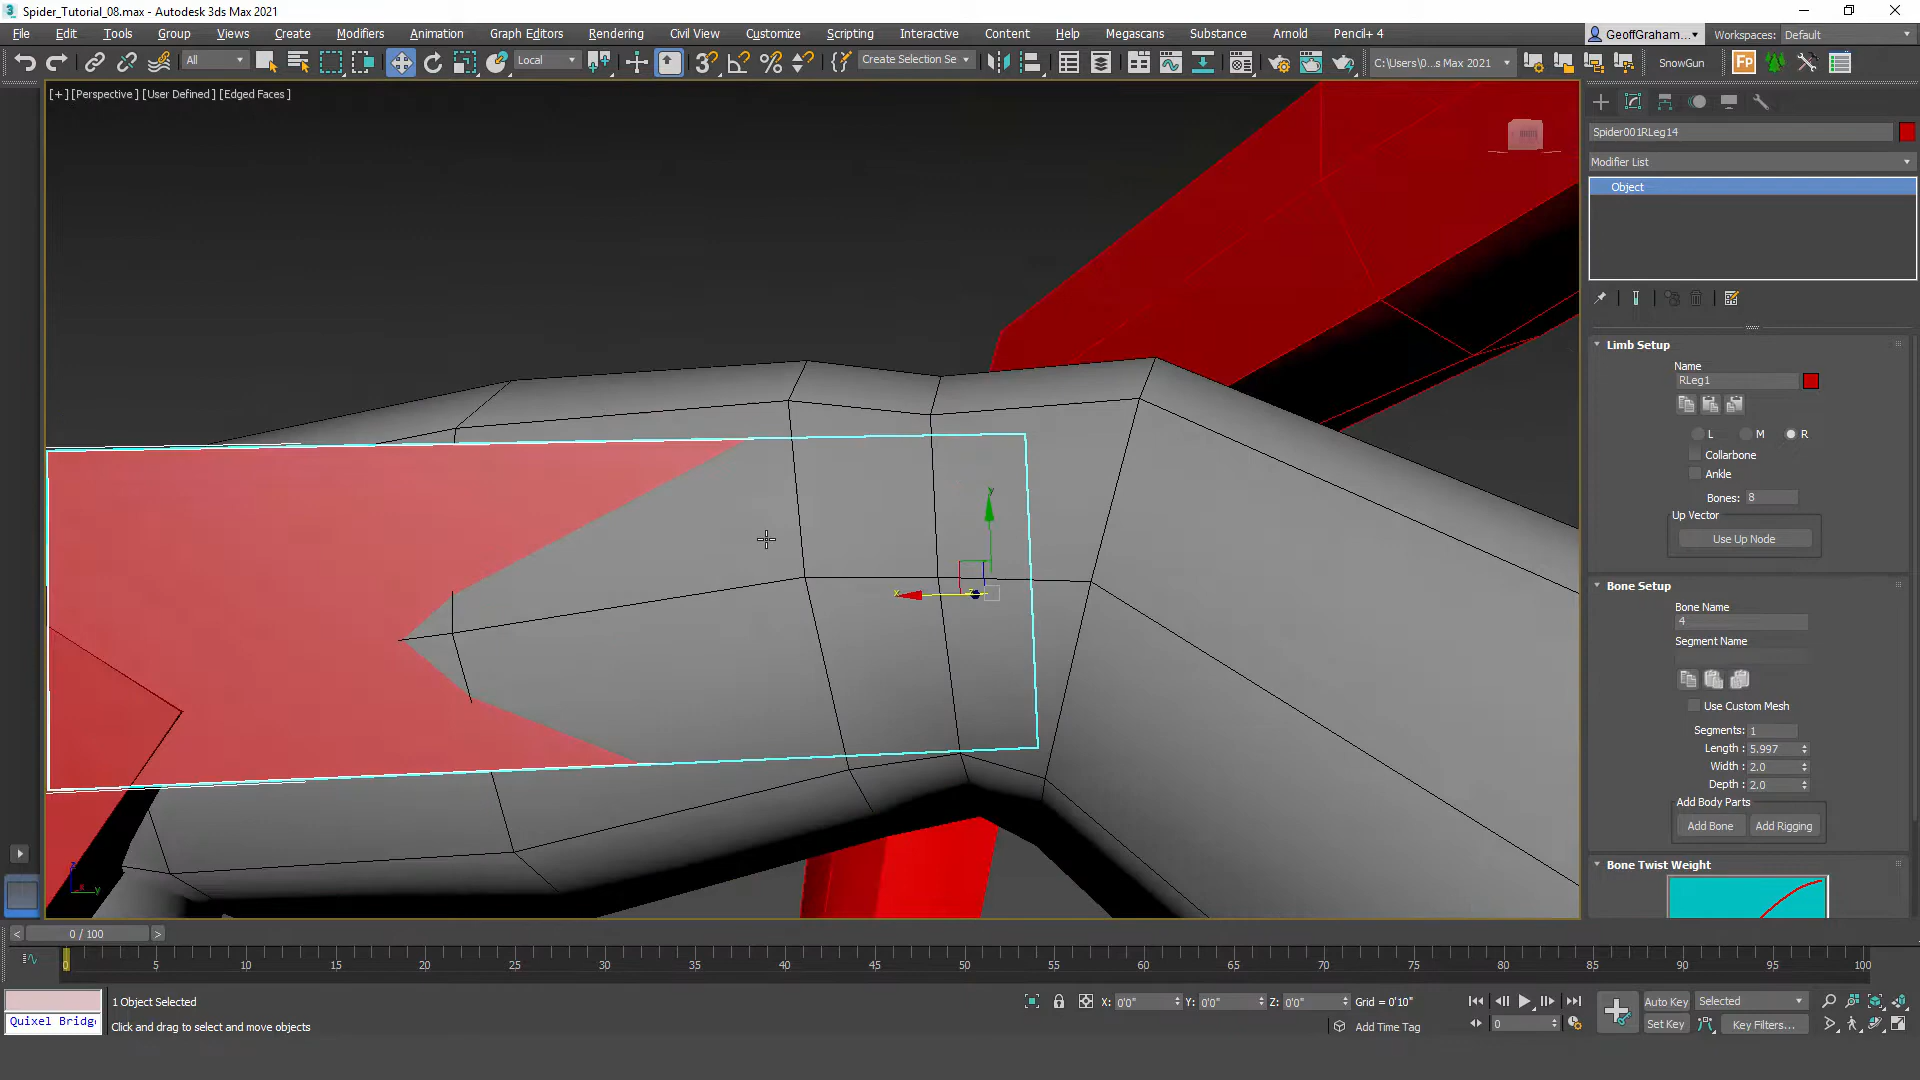 Spider_Tutorial_08.max - Autodesk 3ds Max 2021
File Edit Tools Group Views Create Modifiers Animation Graph Editors Rendering Civil View Customize Scripting Interactive Content Help Megascans Substance Arnold Pencil+ 4
GeoffGraham... Workspaces: Default
All Local Create Selection Se C:\Users\0...s Max 2021 SnowGun Fp
[ + ] [Perspective ] [User Defined ] [Edged Faces ]
Spider001RLeg14
Modifier List
Object
Limb Setup
Name
RLeg1
L M R
Collarbone
Ankle
Bones: 8
Up Vector
Use Up Node
Bone Setup
Bone Name
4
Segment Name
Use Custom Mesh
Segments: 1
Length : 5.997
Width : 2.0
Depth : 2.0
Add Body Parts
Add Bone Add Rigging
Bone Twist Weight
y
x
z
y
< 0 / 100 >
0 5 10 15 20 25 30 35 40 45 50 55 60 65 70 75 80 85 90 95 100
1 Object Selected
X: 0'0" Y: 0'0" Z: 0'0" Grid = 0'10"
Auto Key Selected
Quixel Bridg
Click and drag to select and move objects
Add Time Tag
0
Set Key Key Filters...